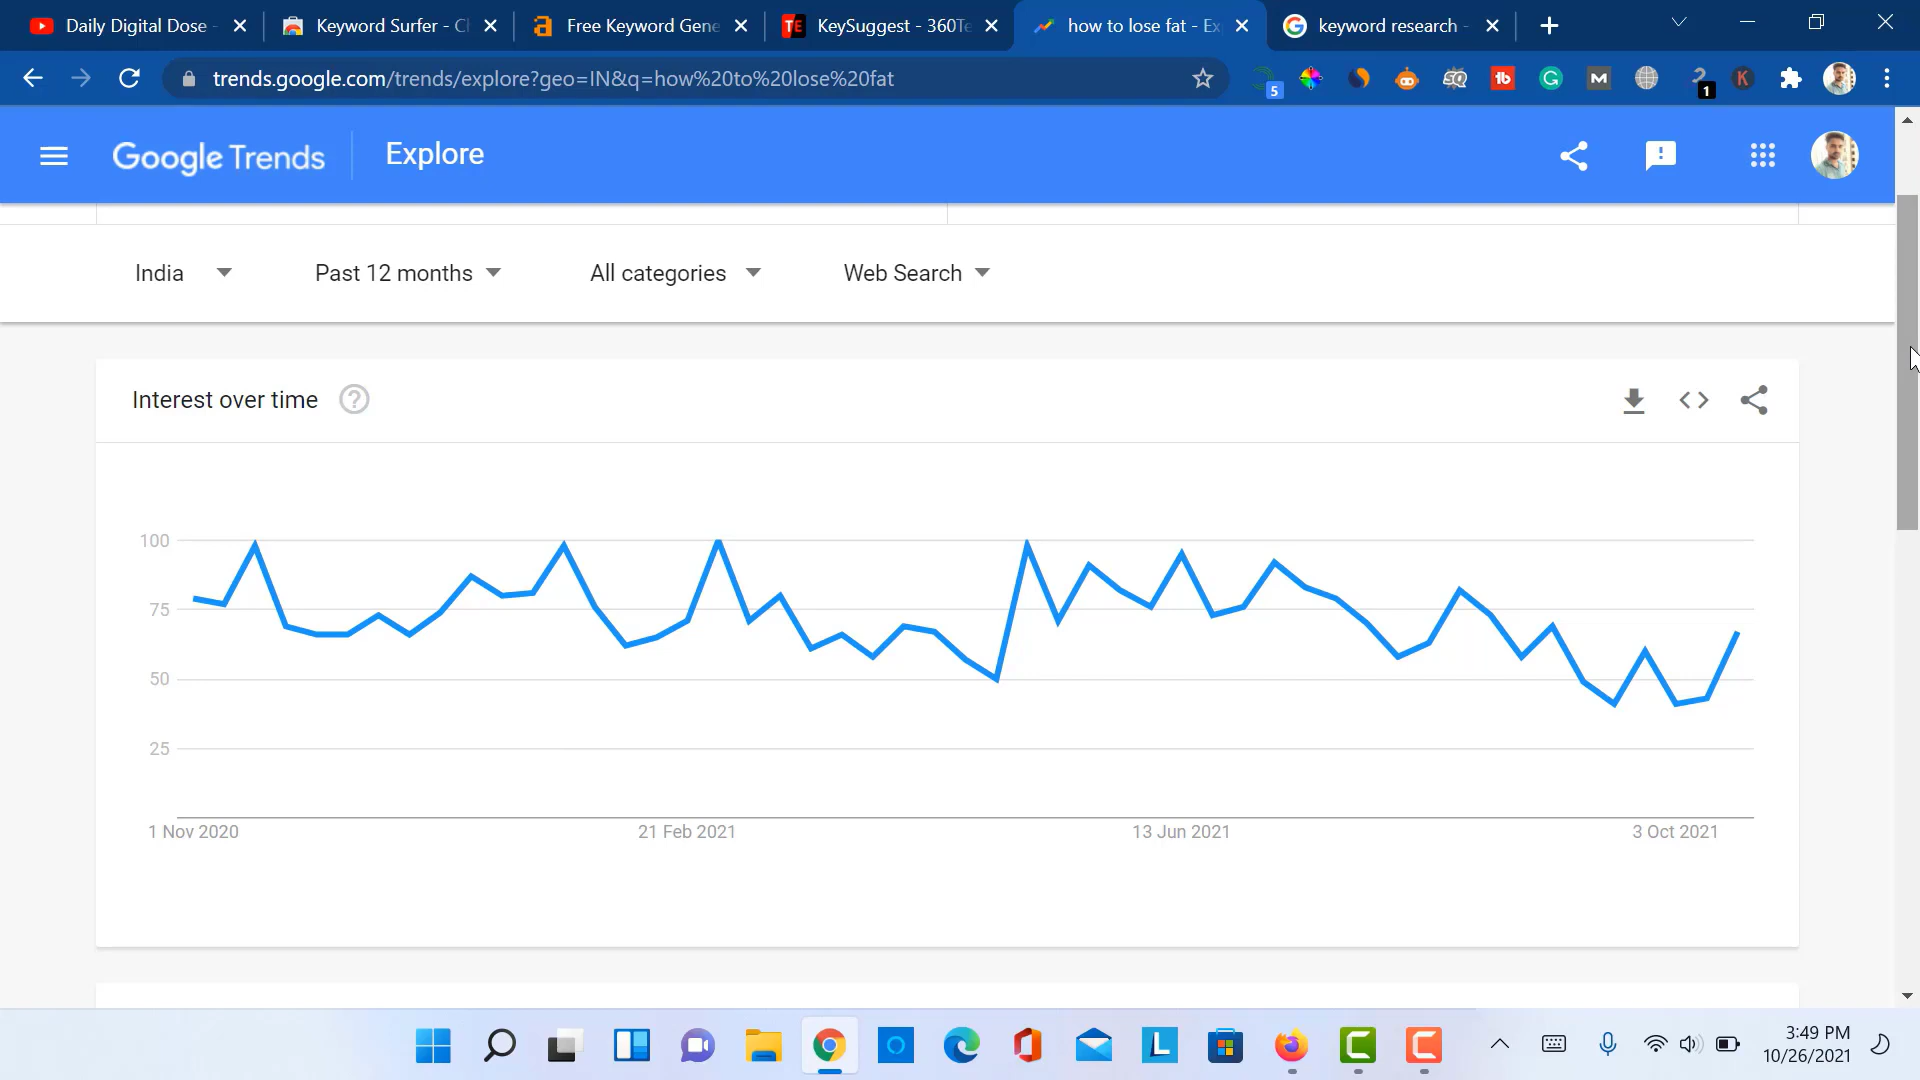 Daily Digital Dose -
Keyword Surfer - Cl
Free Keyword Gene
KeySuggest - 360Te
how to lose fat - Ex
keyword research -
trends.google.com/trends/explore?geo=IN&q=how%20to%20lose%20fat
5
1
Google Trends
Explore
India
Past 12 months
All categories
Web Search
Interest over time
100
75
50
25
1 Nov 2020
21 Feb 2021
13 Jun 2021
3 Oct 2021
3:49 PM
10/26/2021